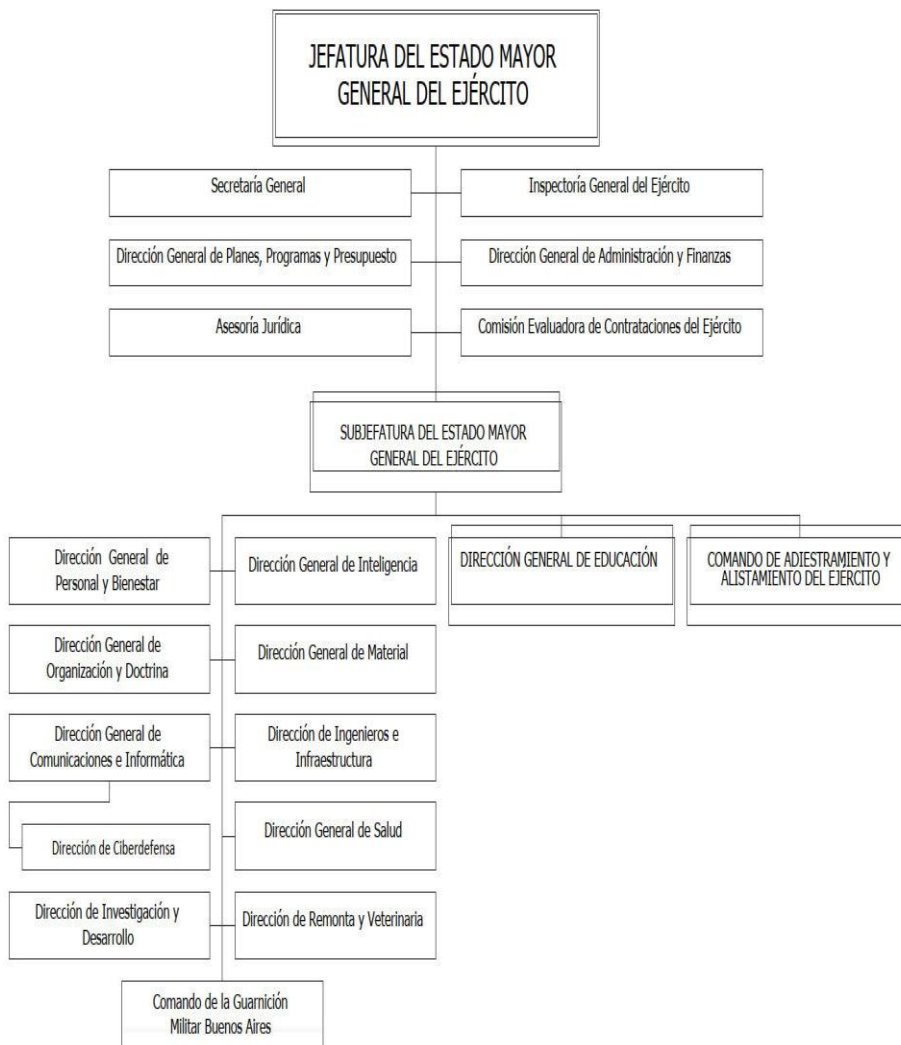 JEFATURA DEL ESTADO MAYOR
GENERAL DEL EJÉRCITO
Secretaría General
Inspectoría General del Ejército
Dirección General de Planes, Programas y Presupuesto
Dirección General de Administración y Finanzas
Asesoría Jurídica
Comisión Evaluadora de Contrataciones del Ejército
SUBJEFATURA DEL ESTADO MAYOR
GENERAL DEL EJÉRCITO
Dirección General de
Personal y Bienestar
Dirección General de Inteligencia
DIRECCIÓN GENERAL DE EDUCACIÓN
COMANDO DE ADIESTRAMIENTO Y
ALISTAMIENTO DEL EJÉRCITO
Dirección General de
Organización y Doctrina
Dirección General de Material
Dirección General de
Comunicaciones e Informática
Dirección de Ingenieros e
Infraestructura
Dirección de Ciberdefensa
Dirección General de Salud
Dirección de Investigación y
Desarrollo
Dirección de Remonta y Veterinaria
Comando de la Guarnición
Militar Buenos Aires